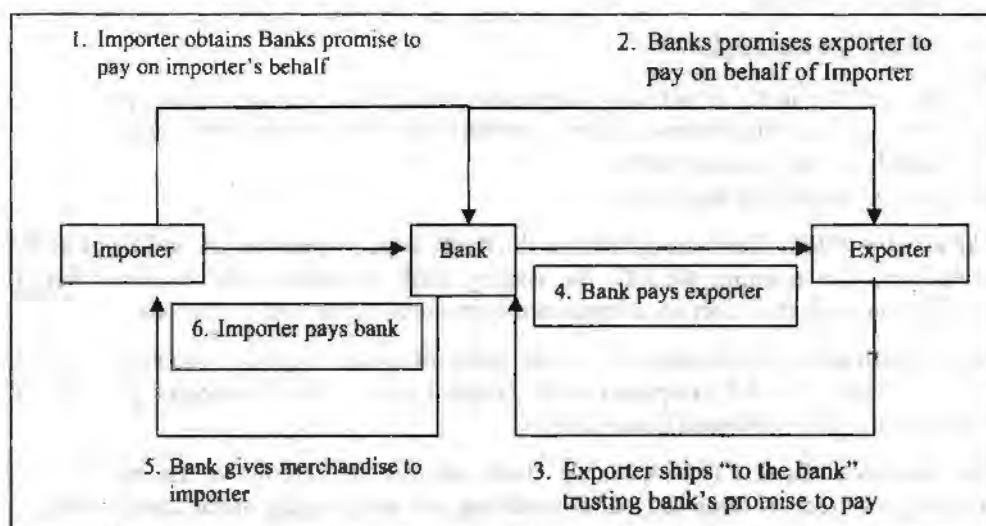 1. Importer obtains Banks promise to
pay on importer's behalf
2. Banks promises exporter to
pay on behalf of Importer
Importer
Bank
Exporter
4. Bank pays exporter
6. Importer pays bank
5. Bank gives merchandise to
importer
3. Exporter ships "to the bank"
trusting bank's promise to pay